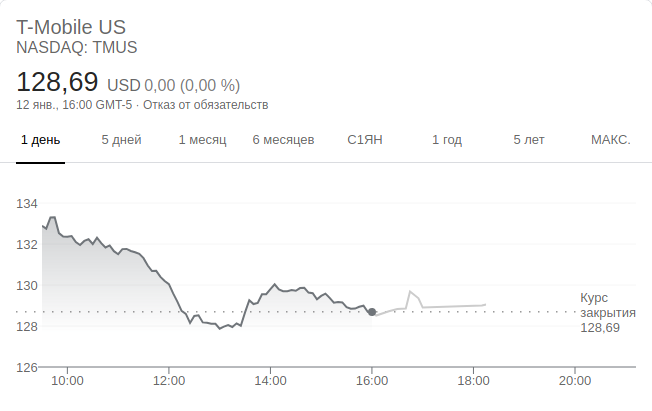 T-Mobile US
NASDAQ: TMUS
128,69 USD 0,00 (0,00 %)
12 янв., 16:00 GMT-5 · Отказ от обязательств
1 день 5 дней 1 месяц 6 месяцев С1ЯН 1 год 5 лет МАКС.
134
132
130
128
126
Курс
закрытия
128,69
10:00 12:00 14:00 16:00 18:00 20:00